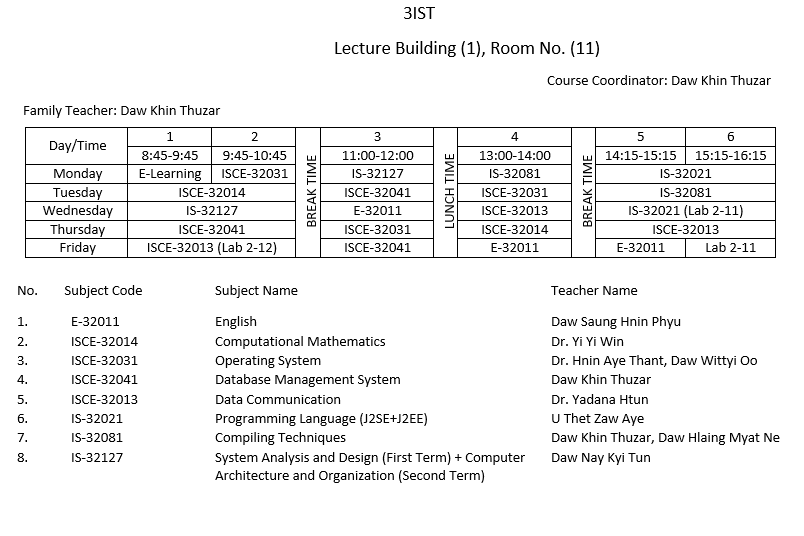 3IST
Lecture Building (1), Room No. (11)
Course Coordinator: Daw Khin Thuzar
Family Teacher: Daw Khin Thuzar
Day/Time 1 2 BREAK TIME 3 LUNCH TIME 4 BREAK TIME 5 6
8:45-9:45 9:45-10:45 11:00-12:00 13:00-14:00 14:15-15:15 15:15-16:15
Monday E-Learning ISCE-32031 IS-32127 IS-32081 IS-32021
Tuesday ISCE-32014 ISCE-32041 ISCE-32031 IS-32081
Wednesday IS-32127 E-32011 ISCE-32013 IS-32021 (Lab 2-11)
Thursday ISCE-32041 ISCE-32031 ISCE-32014 ISCE-32013
Friday ISCE-32013 (Lab 2-12) ISCE-32041 E-32011 E-32011 Lab 2-11
No. Subject Code Subject Name Teacher Name
1. E-32011 English Daw Saung Hnin Phyu
2. ISCE-32014 Computational Mathematics Dr. Yi Yi Win
3. ISCE-32031 Operating System Dr. Hnin Aye Thant, Daw Wittyi Oo
4. ISCE-32041 Database Management System Daw Khin Thuzar
5. ISCE-32013 Data Communication Dr. Yadana Htun
6. IS-32021 Programming Language (J2SE+J2EE) U Thet Zaw Aye
7. IS-32081 Compiling Techniques Daw Khin Thuzar, Daw Hlaing Myat Ne
8. IS-32127 System Analysis and Design (First Term) + Computer Daw Nay Kyi Tun
Architecture and Organization (Second Term)